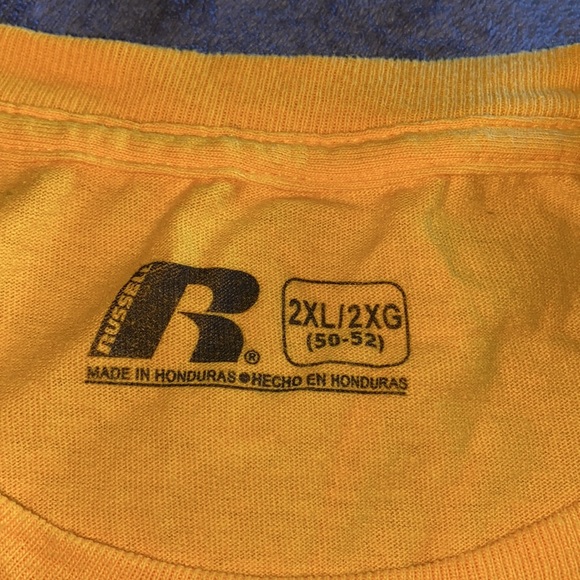 RUSSELL
R®
2XL/2XG
(50-52)
MADE IN HONDURAS●HECHO EN HONDURAS